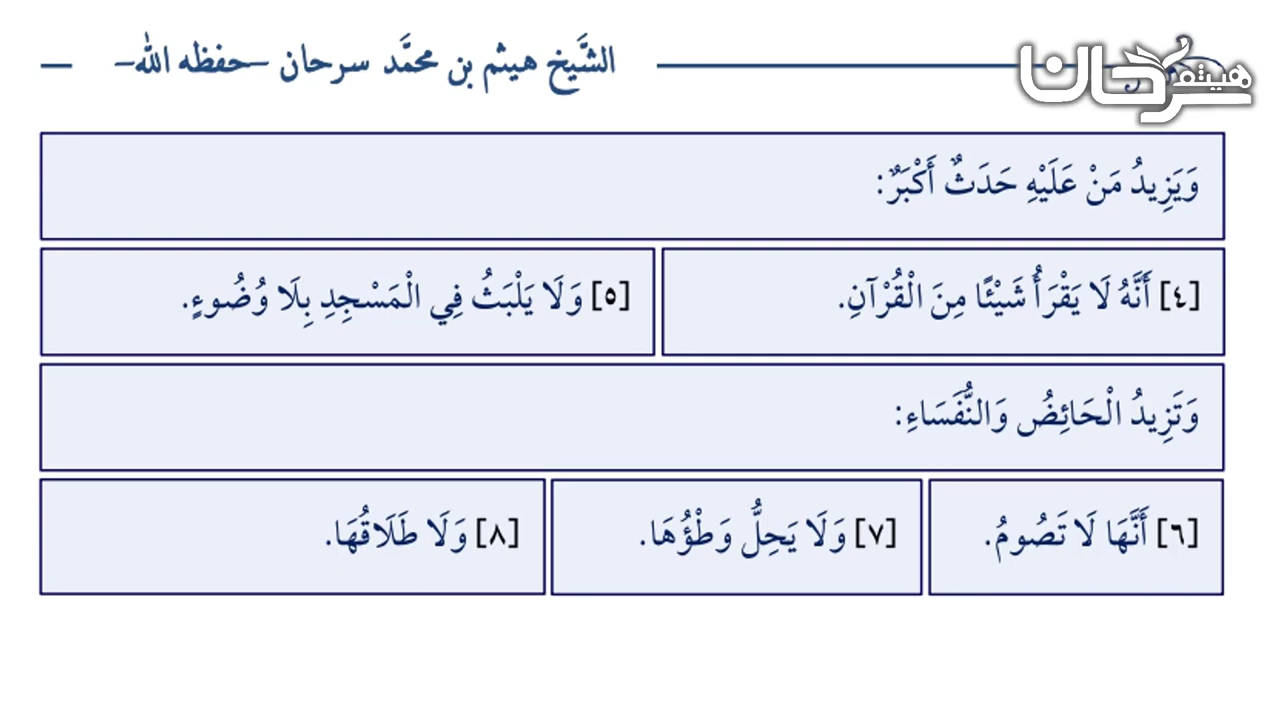 الشَّيخ هيثم بن محمَّد سرحان -حفظه الله-
هيثم سرحان
وَيَزِيدُ مَنْ عَلَيْهِ حَدَثٌ أَكْبَرُ:
[٤] أَنَّهُ لَا يَقْرَأُ شَيْئًا مِنَ الْقُرْآنِ.
[٥] وَلَا يَلْبَثُ فِي الْمَسْجِدِ بِلَا وُضُوءٍ.
وَتَزِيدُ الْحَائِضُ وَالنُّفَسَاءِ:
[٦] أَنَّهَا لَا تَصُومُ.
[٧] وَلَا يَحِلُّ وَطْؤُهَا.
[٨] وَلَا طَلَاقُهَا.